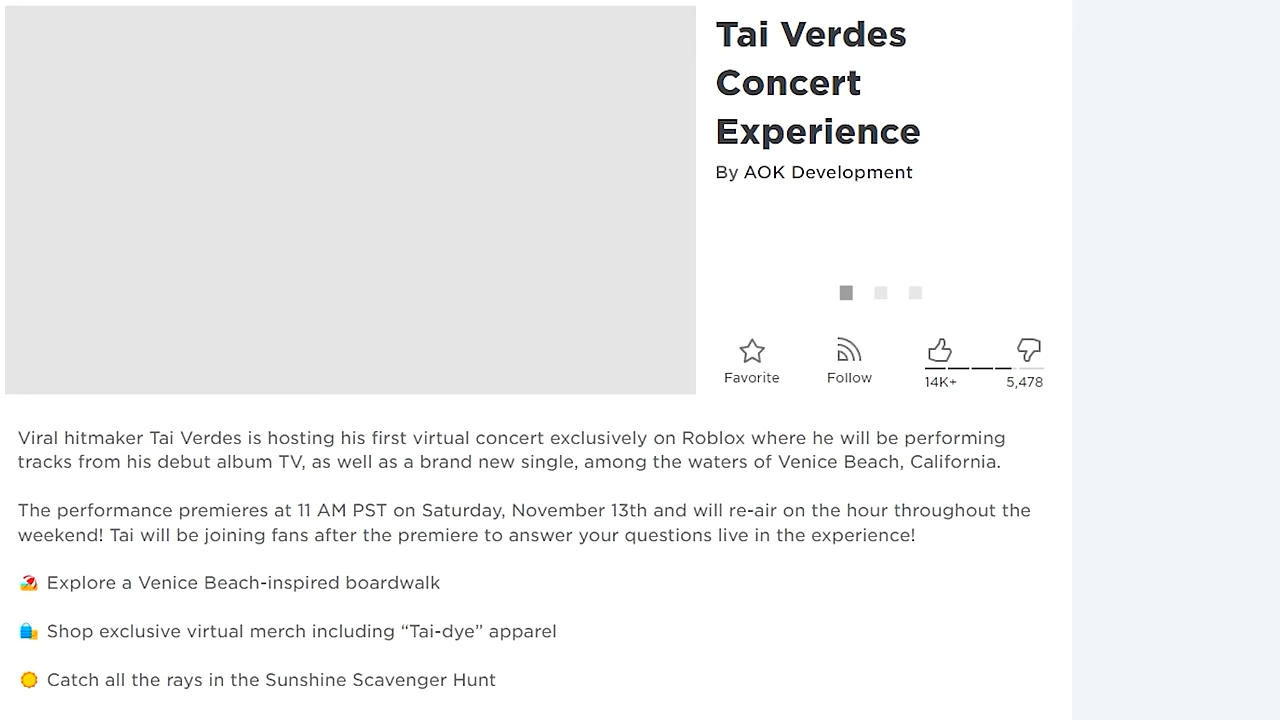 Tai Verdes
Concert
Experience
By AOK Development
Favorite
Follow
14K+
5,478
Viral hitmaker Tai Verdes is hosting his first virtual concert exclusively on Roblox where he will be performing
tracks from his debut album TV, as well as a brand new single, among the waters of Venice Beach, California.
The performance premieres at 11 AM PST on Saturday, November 13th and will re-air on the hour throughout the
weekend! Tai will be joining fans after the premiere to answer your questions live in the experience!
Explore a Venice Beach-inspired boardwalk
Shop exclusive virtual merch including “Tai-dye” apparel
Catch all the rays in the Sunshine Scavenger Hunt